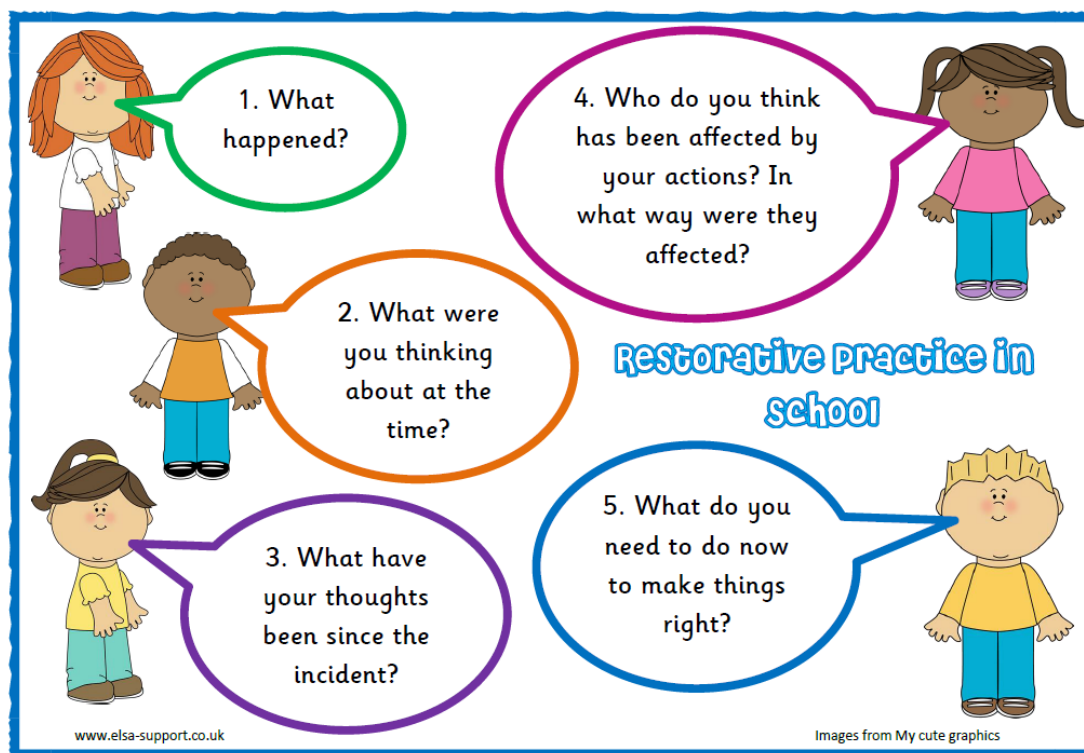 1. What
happened?
2. What were
you thinking
about at the
time?
3. What have
your thoughts
been since the
incident?
4. Who do you think
has been affected by
your actions? In
what way were they
affected?
Restorative Practice in
school
5. What do you
need to do now
to make things
right?
www.elsa-support.co.uk
Images from My cute graphics